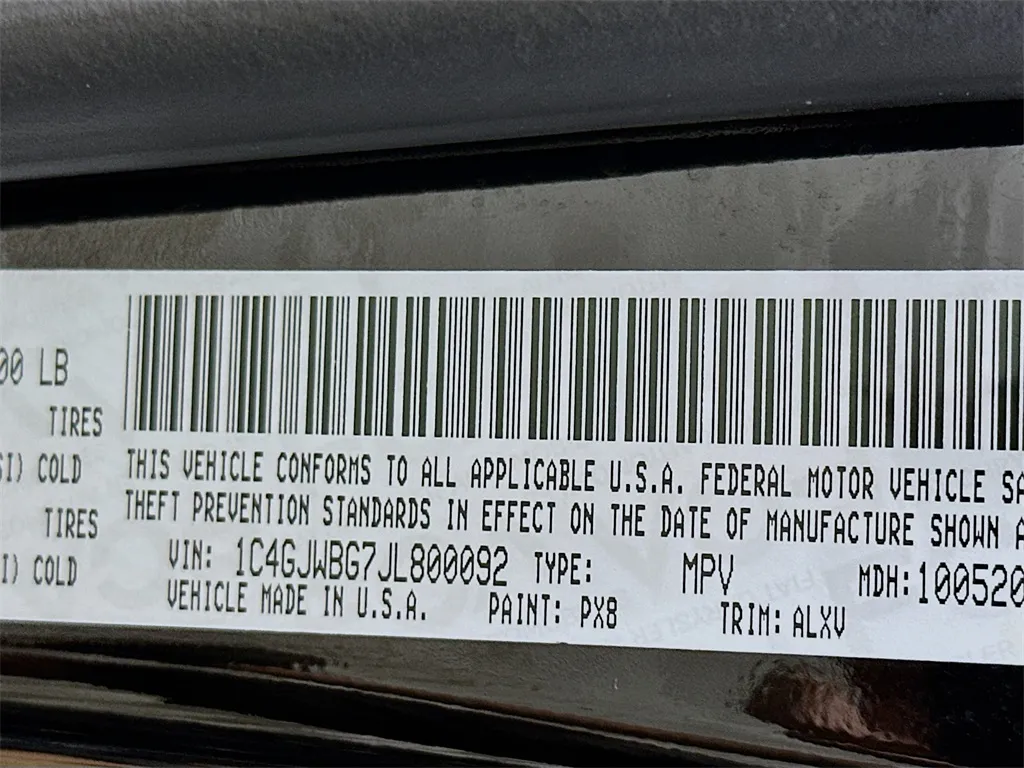 00 LB
TIRES
SI) COLD
TIRES
I) COLD
THIS VEHICLE CONFORMS TO ALL APPLICABLE U.S.A. FEDERAL MOTOR VEHICLE SA
THEFT PREVENTION STANDARDS IN EFFECT ON THE DATE OF MANUFACTURE SHOWN A
VIN: 1C4GJWBG7JL800092 TYPE: MPV MDH:100520
VEHICLE MADE IN U.S.A. PAINT: PX8 TRIM: ALXV